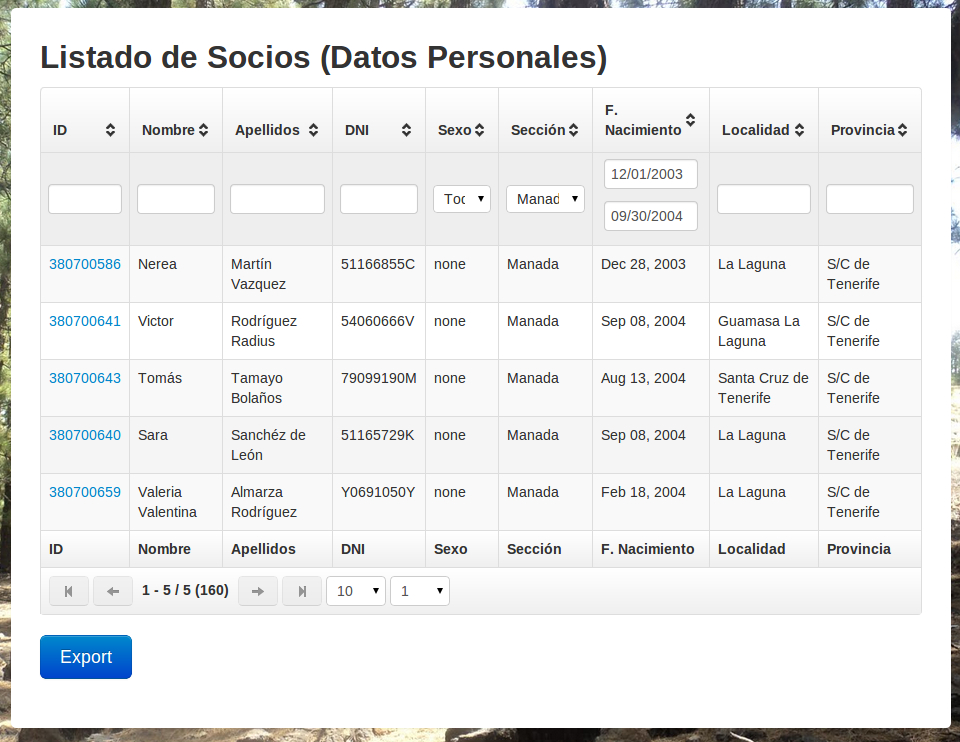 Listado de Socios (Datos Personales)
ID Nombre Apellidos DNI Sexo Sección F. Nacimiento Localidad Provincia
12/01/2003
Toc Manad
09/30/2004
380700586 Nerea Martín Vazquez 51166855C none Manada Dec 28, 2003 La Laguna S/C de Tenerife
380700641 Victor Rodríguez Radius 54060666V none Manada Sep 08, 2004 Guamasa La Laguna S/C de Tenerife
380700643 Tomás Tamayo Bolaños 79099190M none Manada Aug 13, 2004 Santa Cruz de Tenerife S/C de Tenerife
380700640 Sara Sanchéz de León 51165729K none Manada Sep 08, 2004 La Laguna S/C de Tenerife
380700659 Valeria Valentina Almarza Rodríguez Y0691050Y none Manada Feb 18, 2004 La Laguna S/C de Tenerife
ID Nombre Apellidos DNI Sexo Sección F. Nacimiento Localidad Provincia
1 - 5 / 5 (160) 10 1
Export